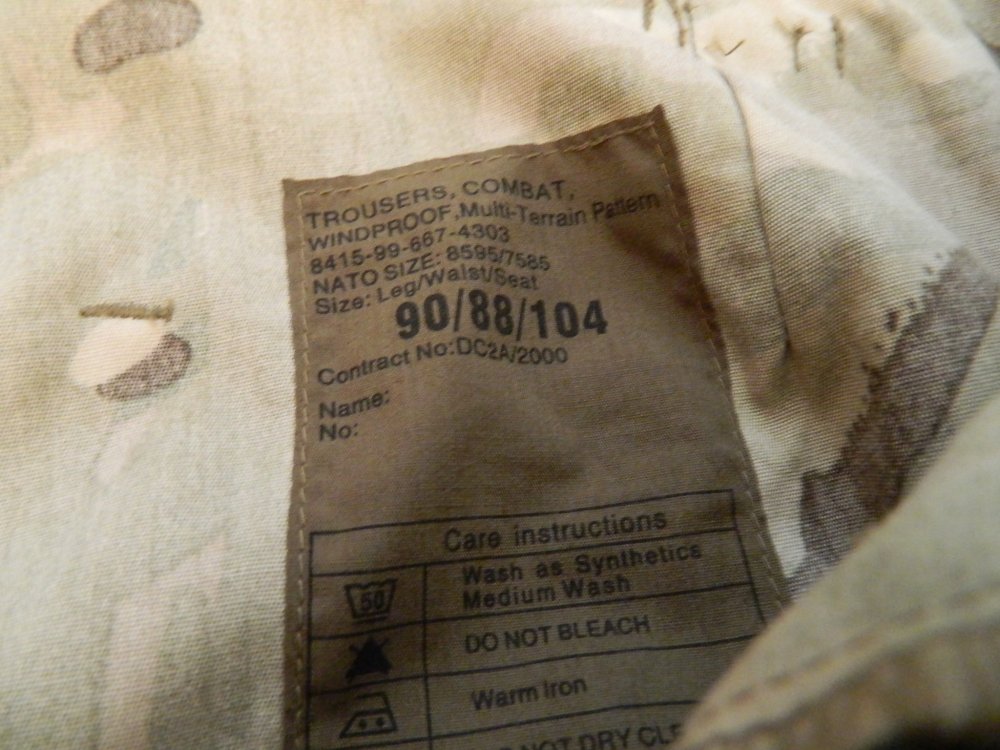 TROUSERS, COMBAT,
WINDPROOF, Multi-Terrain Pattern
8415-99-667-4303
NATO SIZE: 8595/7585
Size: Leg/Waist/Seat
90/88/104
Contract No:DC2A/2000
Name:
No:
Care instructions
50
Wash as Synthetics
Medium Wash
DO NOT BLEACH
Warm Iron
NOT DRY